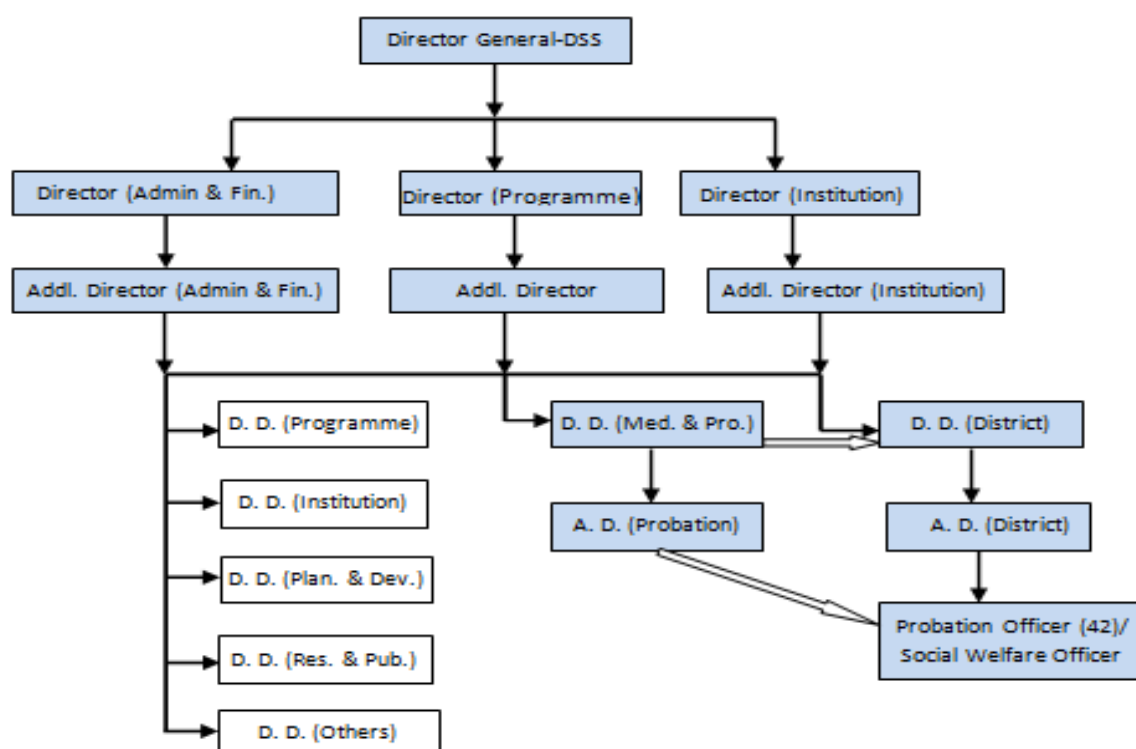 Director General-DSS
Director (Admin & Fin.)
Director (Programme)
Director (Institution)
Addl. Director (Admin & Fin.)
Addl. Director
Addl. Director (Institution)
D. D. (Programme)
D. D. (Med. & Pro.)
D. D. (District)
D. D. (Institution)
A. D. (Probation)
A. D. (District)
D. D. (Plan. & Dev.)
Probation Officer (42)/
Social Welfare Officer
D. D. (Res. & Pub.)
D. D. (Others)